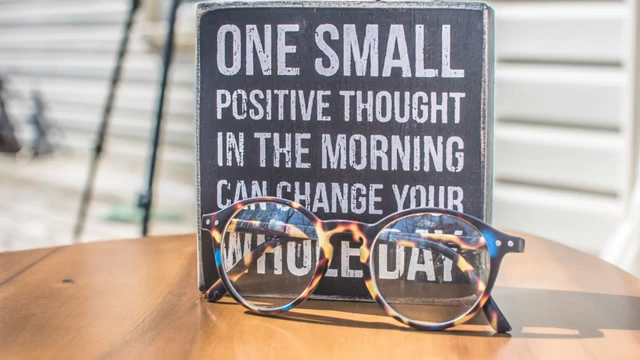 ONE SMALL
POSITIVE THOUGHT
IN THE MORNING
CAN CHANGE YOUR
WHOLE DAY